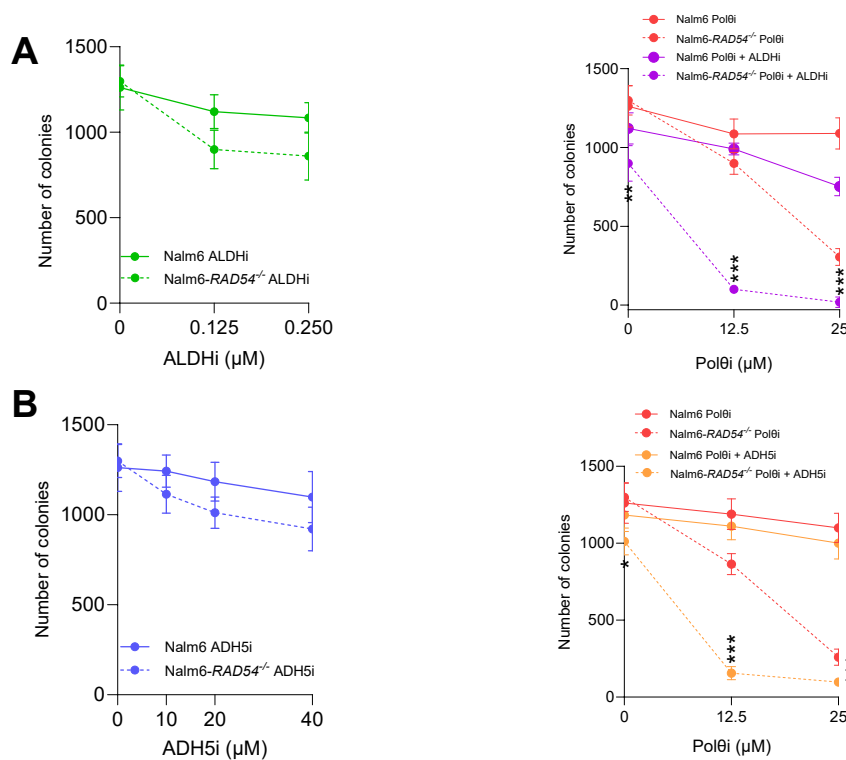 A
Number of colonies
1500
1000
500
0
Nalm6 ALDHi
Nalm6-RAD54-/- ALDHi
0 0.125 0.250
ALDHi (µM)
Nalm6 Polθi
Nalm6-RAD54-/- Polθi
Nalm6 Polθi + ALDHi
Nalm6-RAD54-/- Polθi + ALDHi
Number of colonies
1500
1000
500
0
**
***
***
0 12.5 25
Polθi (µM)
B
Number of colonies
1500
1000
500
0
Nalm6 ADH5i
Nalm6-RAD54-/- ADH5i
0 10 20 40
ADH5i (µM)
Nalm6 Polθi
Nalm6-RAD54-/- Polθi
Nalm6 Polθi + ADH5i
Nalm6-RAD54-/- Polθi + ADH5i
Number of colonies
1500
1000
500
0
*
***
0 12.5 25
Polθi (µM)